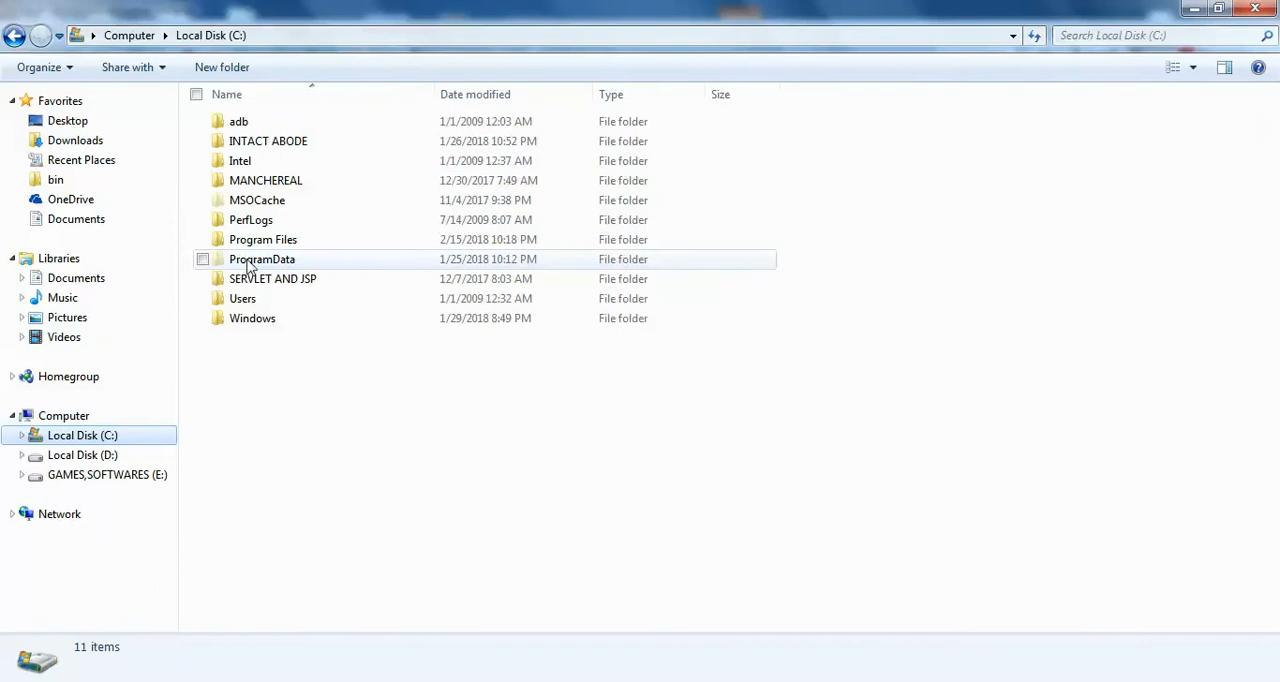 Computer Local Disk (C:) Search Local Disk (C:)
Organize Share with New folder
Favorites
Desktop
Downloads
Recent Places
bin
OneDrive
Documents
Libraries
Documents
Music
Pictures
Videos
Homegroup
Computer
Local Disk (C:)
Local Disk (D:)
GAMES,SOFTWARES (E:)
Network
Name Date modified Type Size
adb 1/1/2009 12:03 AM File folder
INTACT ABODE 1/26/2018 10:52 PM File folder
Intel 1/1/2009 12:37 AM File folder
MANCHEREAL 12/30/2017 7:49 AM File folder
MSOCache 11/4/2017 9:38 PM File folder
PerfLogs 7/14/2009 8:07 AM File folder
Program Files 2/15/2018 10:18 PM File folder
ProgramData 1/25/2018 10:12 PM File folder
SERVLET AND JSP 12/7/2017 8:03 AM File folder
Users 1/1/2009 12:32 AM File folder
Windows 1/29/2018 8:49 PM File folder
11 items